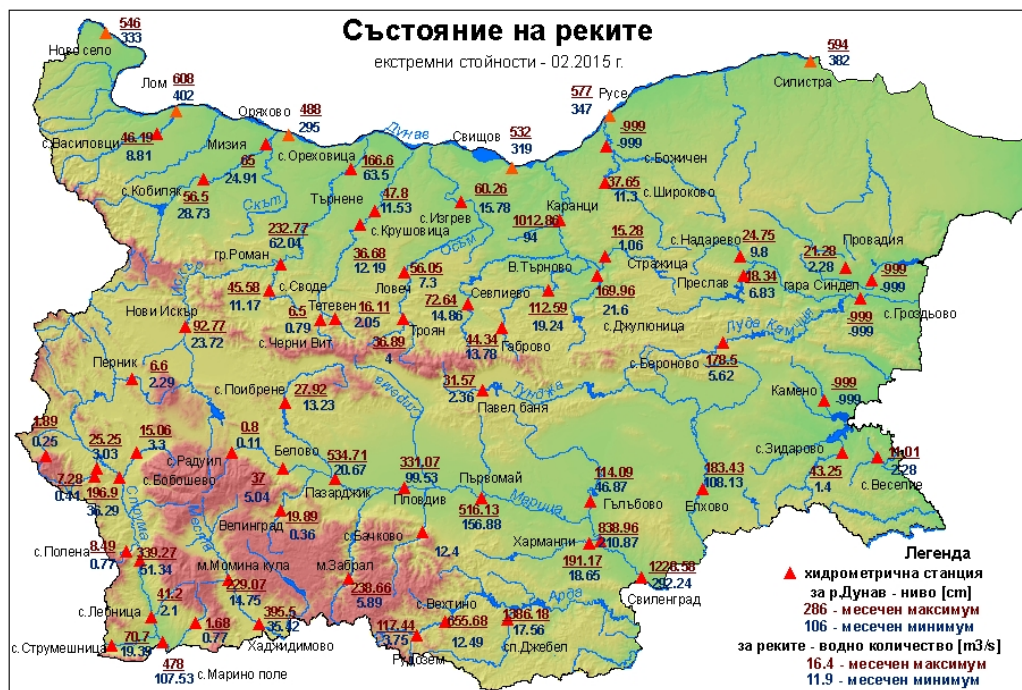 Състояние на реките
екстремни стойности - 02.2015 г.
546
333
Ново село
594
382
Силистра
Лом 608
402
577
347
Русе
Оряхово 488
295
Дунав
Свищов 532
319
-999
-999
с.Божичен
с.Василовци 46.19
8.81
Мизия
65
24.91
с.Ореховица 166.6
63.5
с.Кобиляк
56.5
28.73
Скът
Търнене
47.8
11.53
с.Крушовица
с.Изгрев
60.26
15.78
Осъм
37.65
11.3
с.Широково
Каранци
1012.86
94
232.77
62.04
гр.Роман
36.68
12.19
15.28
1.06
Стражица
с.Надарево 24.75
9.8
Провадия
21.28
2.28
-999
-999
Искър
Ловеч
56.05
7.3
В.Търново
169.96
21.6
с.Джулюница
Преслав
18.34
6.83
гара Синдел
-999
-999
с.Гроздьово
45.58
11.17
с.Своде
Тетевен
6.5
0.79
с.Черни Вит
16.11
2.05
Троян
36.89
4
Севлиево
72.64
14.86
112.59
19.24
44.34
13.78
Габрово
Нови Искър
92.77
23.72
Луда Камчия
с.Бероново
178.5
5.62
Перник
6.6
2.29
с.Поибрене
27.92
13.23
31.57
2.36
Павел баня
Тунджа
Камено
-999
-999
1.89
0.25
25.25
3.03
15.06
3.3
7.28
0.44
196.9
36.29
с.Радуил
0.8
0.11
с.Бобошево
Белово
37
5.04
534.71
20.67
Пазарджик
331.07
99.53
Пловдив
Първомай
516.13
156.88
Марица
114.09
46.87
Гълъбово
183.43
108.13
Елхово
с.Зидарово
43.25
1.4
11.01
2.28
с.Веселие
Струма
Места
Велинград
19.89
0.36
с.Бачково
12.4
Харманли
838.96
210.87
191.17
18.65
1228.58
292.24
Свиленград
с.Полена
8.49
0.77
339.27
51.34
м.Момина кула
229.07
14.75
м.Забрал
238.66
5.89
41.2
2.1
с.Лебница
70.7
19.39
с.Струмешница
1.68
0.77
395.5
35.42
Хаджидимово
478
107.53
с.Марино поле
с.Вехтино
117.44
3.75
Рудозем
655.68
12.49
Арда
1386.18
17.56
сп.Джебел
Легенда
хидрометрична станция
за р.Дунав - ниво [cm]
286 - месечен максимум
106 - месечен минимум
за реките - водно количество [m3/s]
16.4 - месечен максимум
11.9 - месечен минимум